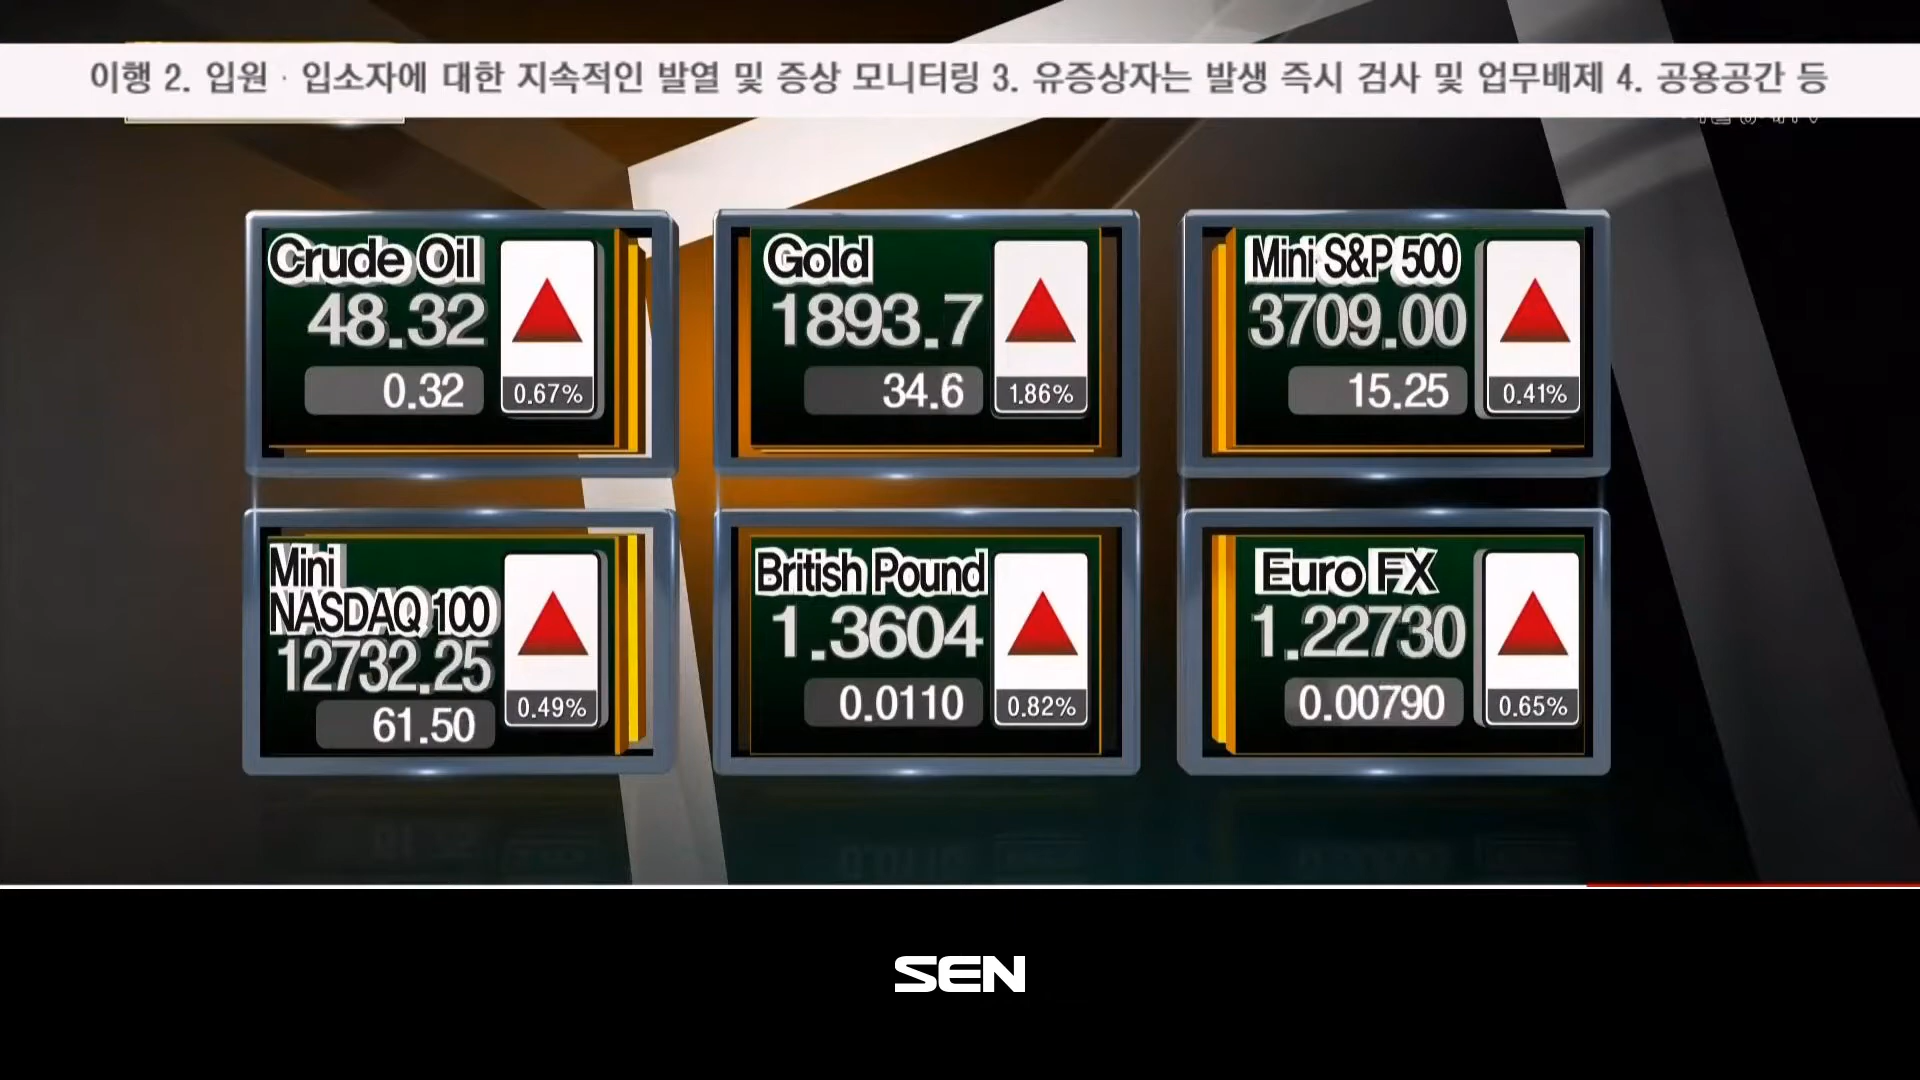 이행 2. 입원 · 입소자에 대한 지속적인 발열 및 증상 모니터링 3. 유증상자는 발생 즉시 검사 및 업무배제 4. 공용공간 등
Crude Oil
48.32
0.32
0.67%
Gold
1893.7
34.6
1.86%
Mini S&P 500
3709.00
15.25
0.41%
Mini
NASDAQ 100
12732.25
61.50
0.49%
British Pound
1.3604
0.0110
0.82%
Euro FX
1.22730
0.00790
0.65%
SEN